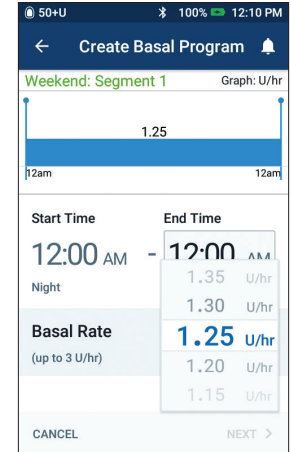 50+U 100% 12:10 PM
Create Basal Program
Weekend: Segment 1 Graph: U/hr
1.25
12am 12am
Start Time End Time
12:00 AM - 12:00 AM
Night
1.35 U/hr
1.30 U/hr
Basal Rate
1.25 U/hr
(up to 3 U/hr)
1.20 U/hr
1.15 U/hr
CANCEL NEXT >